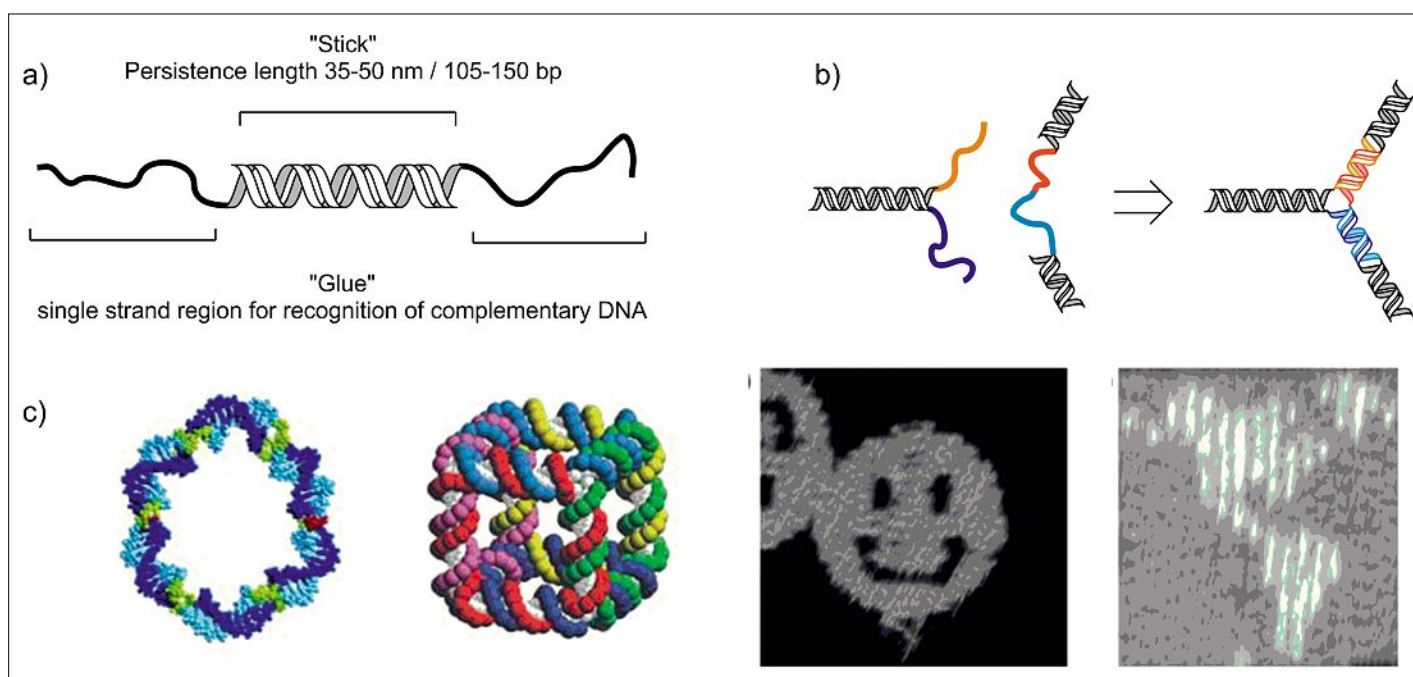 a)
"Stick"
Persistence length 35-50 nm / 105-150 bp
"Glue"
single strand region for recognition of complementary DNA
b)
c)